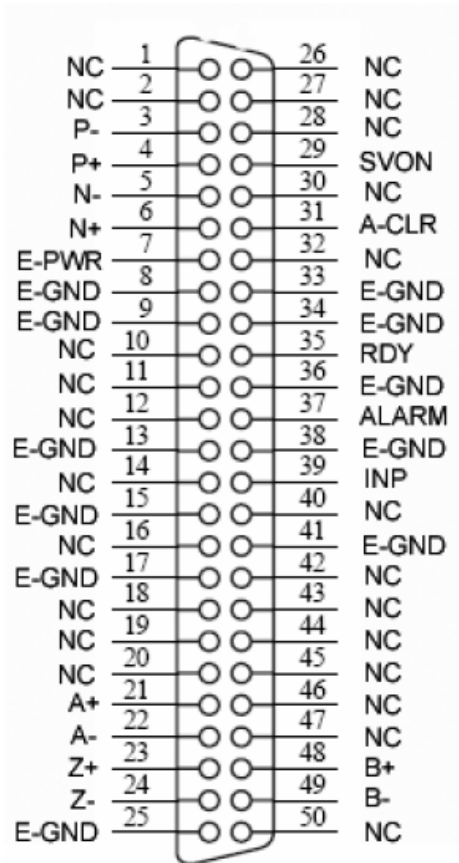 NC 1 26 NC
NC 2 27 NC
P- 3 28 NC
P+ 4 29 SVON
N- 5 30 NC
N+ 6 31 A-CLR
E-PWR 7 32 NC
E-GND 8 33 E-GND
E-GND 9 34 E-GND
NC 10 35 RDY
NC 11 36 E-GND
NC 12 37 ALARM
E-GND 13 38 E-GND
NC 14 39 INP
E-GND 15 40 NC
NC 16 41 E-GND
E-GND 17 42 NC
NC 18 43 NC
NC 19 44 NC
NC 20 45 NC
A+ 21 46 NC
A- 22 47 NC
Z+ 23 48 B+
Z- 24 49 B-
E-GND 25 50 NC